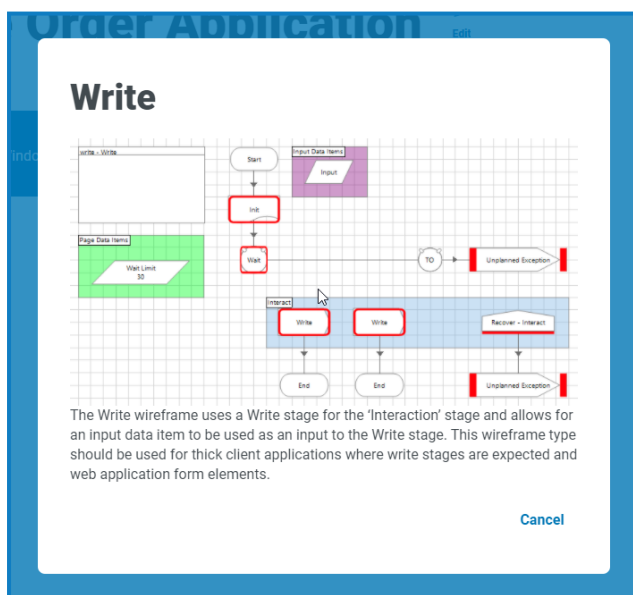 Order Application
Edit
indo
Write
write - Write
Start
Input Data Items
Input
Init
Page Data Items
Wait Limit
30
Wait
TO
Unplanned Exception
Interact
Write
Write
Recover - Interact
End
End
Unplanned Exception
The Write wireframe uses a Write stage for the ‘Interaction’ stage and allows for
an input data item to be used as an input to the Write stage. This wireframe type
should be used for thick client applications where write stages are expected and
web application form elements.
Cancel